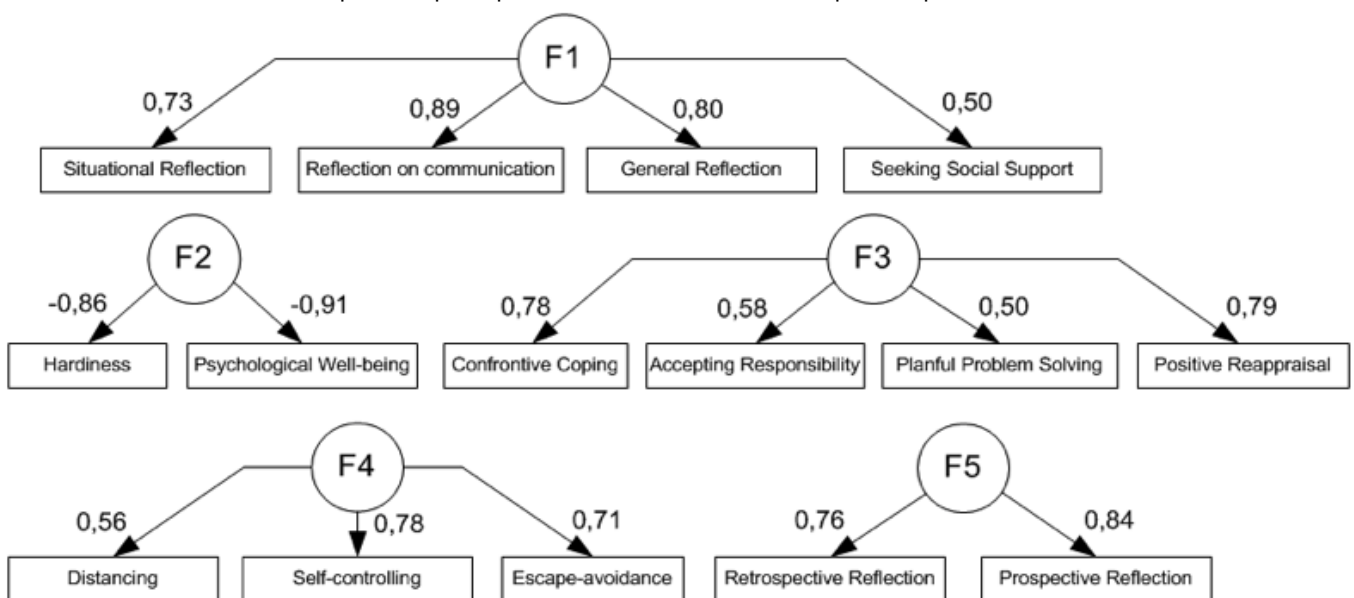 F1
0,73
0,89
0,80
0,50
Situational Reflection
Reflection on communication
General Reflection
Seeking Social Support
F2
F3
-0,86
-0,91
0,78
0,58
0,50
0,79
Hardiness
Psychological Well-being
Confrontive Coping
Accepting Responsibility
Planful Problem Solving
Positive Reappraisal
F4
F5
0,56
0,78
0,71
0,76
0,84
Distancing
Self-controlling
Escape-avoidance
Retrospective Reflection
Prospective Reflection